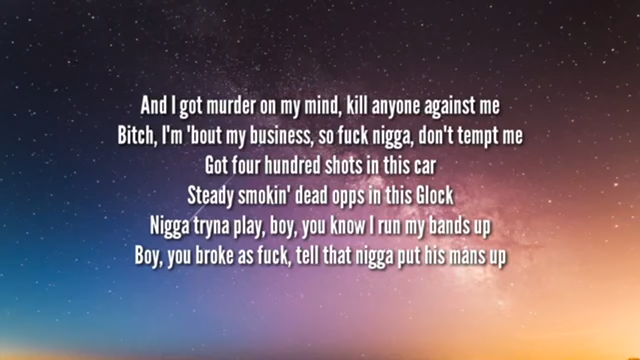 And I got murder on my mind, kill anyone against me
Bitch, I'm 'bout my business, so fuck nigga, don't tempt me
Got four hundred shots in this car
Steady smokin' dead opps in this Glock
Nigga tryna play, boy, you know I run my bands up
Boy, you broke as fuck, tell that nigga put his mans up